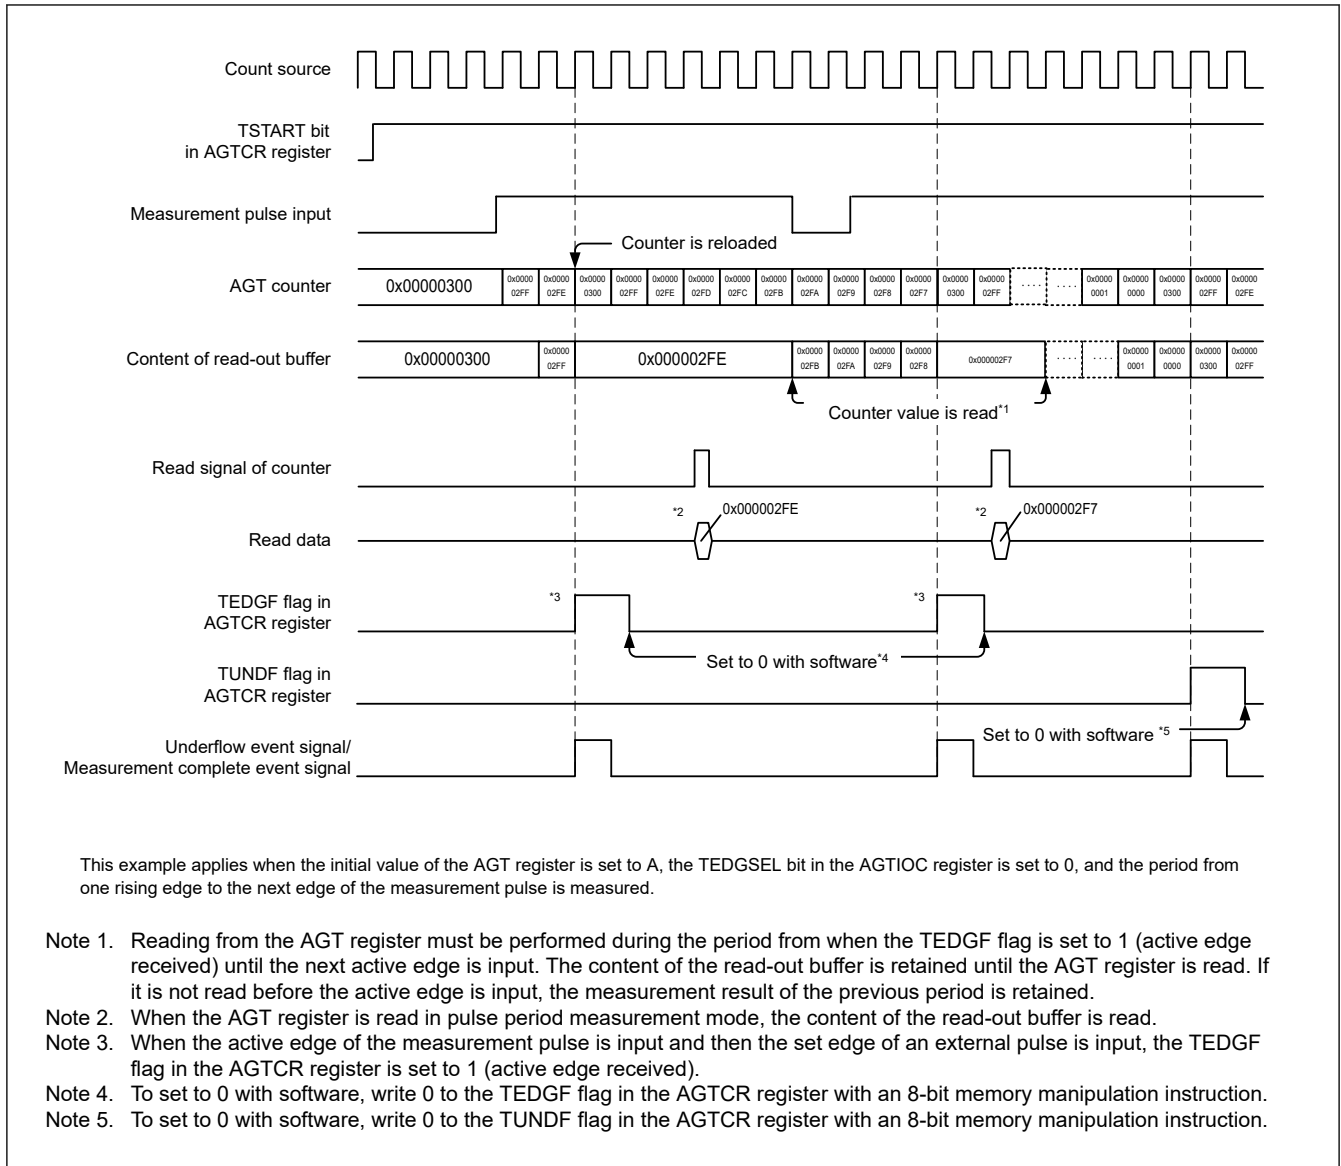 Count source
TSTART bit
in AGTCR register
Measurement pulse input
Counter is reloaded
AGT counter
0x00000300
0x0000 02FF
0x0000 02FE
0x0000 0300
0x0000 02FF
0x0000 02FE
0x0000 02FD
0x0000 02FC
0x0000 02FB
0x0000 02FA
0x0000 02F9
0x0000 02F8
0x0000 02F7
0x0000 0300
0x0000 02FF
....
....
0x0000 0001
0x0000 0000
0x0000 0300
0x0000 02FF
0x0000 02FE
Content of read-out buffer
0x00000300
0x0000 02FF
0x000002FE
0x0000 02FB
0x0000 02FA
0x0000 02F9
0x0000 02F8
0x000002F7
....
....
0x0000 0001
0x0000 0000
0x0000 0300
0x0000 02FF
Counter value is read*1
Read signal of counter
*2
0x000002FE
*2
0x000002F7
Read data
TEDGF flag in
AGTCR register
*3
*3
Set to 0 with software*4
TUNDF flag in
AGTCR register
Set to 0 with software *5
Underflow event signal/
Measurement complete event signal
This example applies when the initial value of the AGT register is set to A, the TEDGSEL bit in the AGTIOC register is set to 0, and the period from
one rising edge to the next edge of the measurement pulse is measured.
Note 1. Reading from the AGT register must be performed during the period from when the TEDGF flag is set to 1 (active edge
received) until the next active edge is input. The content of the read-out buffer is retained until the AGT register is read. If
it is not read before the active edge is input, the measurement result of the previous period is retained.
Note 2. When the AGT register is read in pulse period measurement mode, the content of the read-out buffer is read.
Note 3. When the active edge of the measurement pulse is input and then the set edge of an external pulse is input, the TEDGF
flag in the AGTCR register is set to 1 (active edge received).
Note 4. To set to 0 with software, write 0 to the TEDGF flag in the AGTCR register with an 8-bit memory manipulation instruction.
Note 5. To set to 0 with software, write 0 to the TUNDF flag in the AGTCR register with an 8-bit memory manipulation instruction.